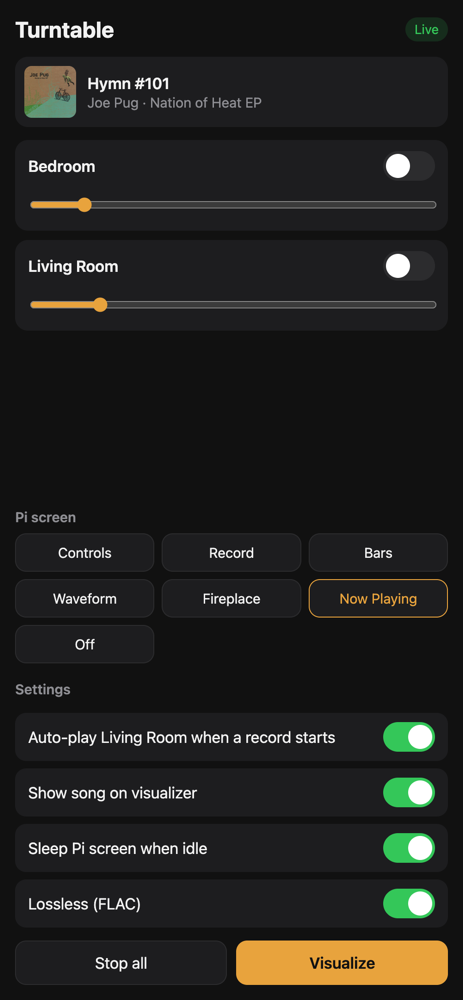 Turntable
Live
Joe Pug
Hymn #101
Joe Pug · Nation of Heat EP
Bedroom
Living Room
Pi screen
Controls
Record
Bars
Waveform
Fireplace
Now Playing
Off
Settings
Auto-play Living Room when a record starts
Show song on visualizer
Sleep Pi screen when idle
Lossless (FLAC)
Stop all
Visualize